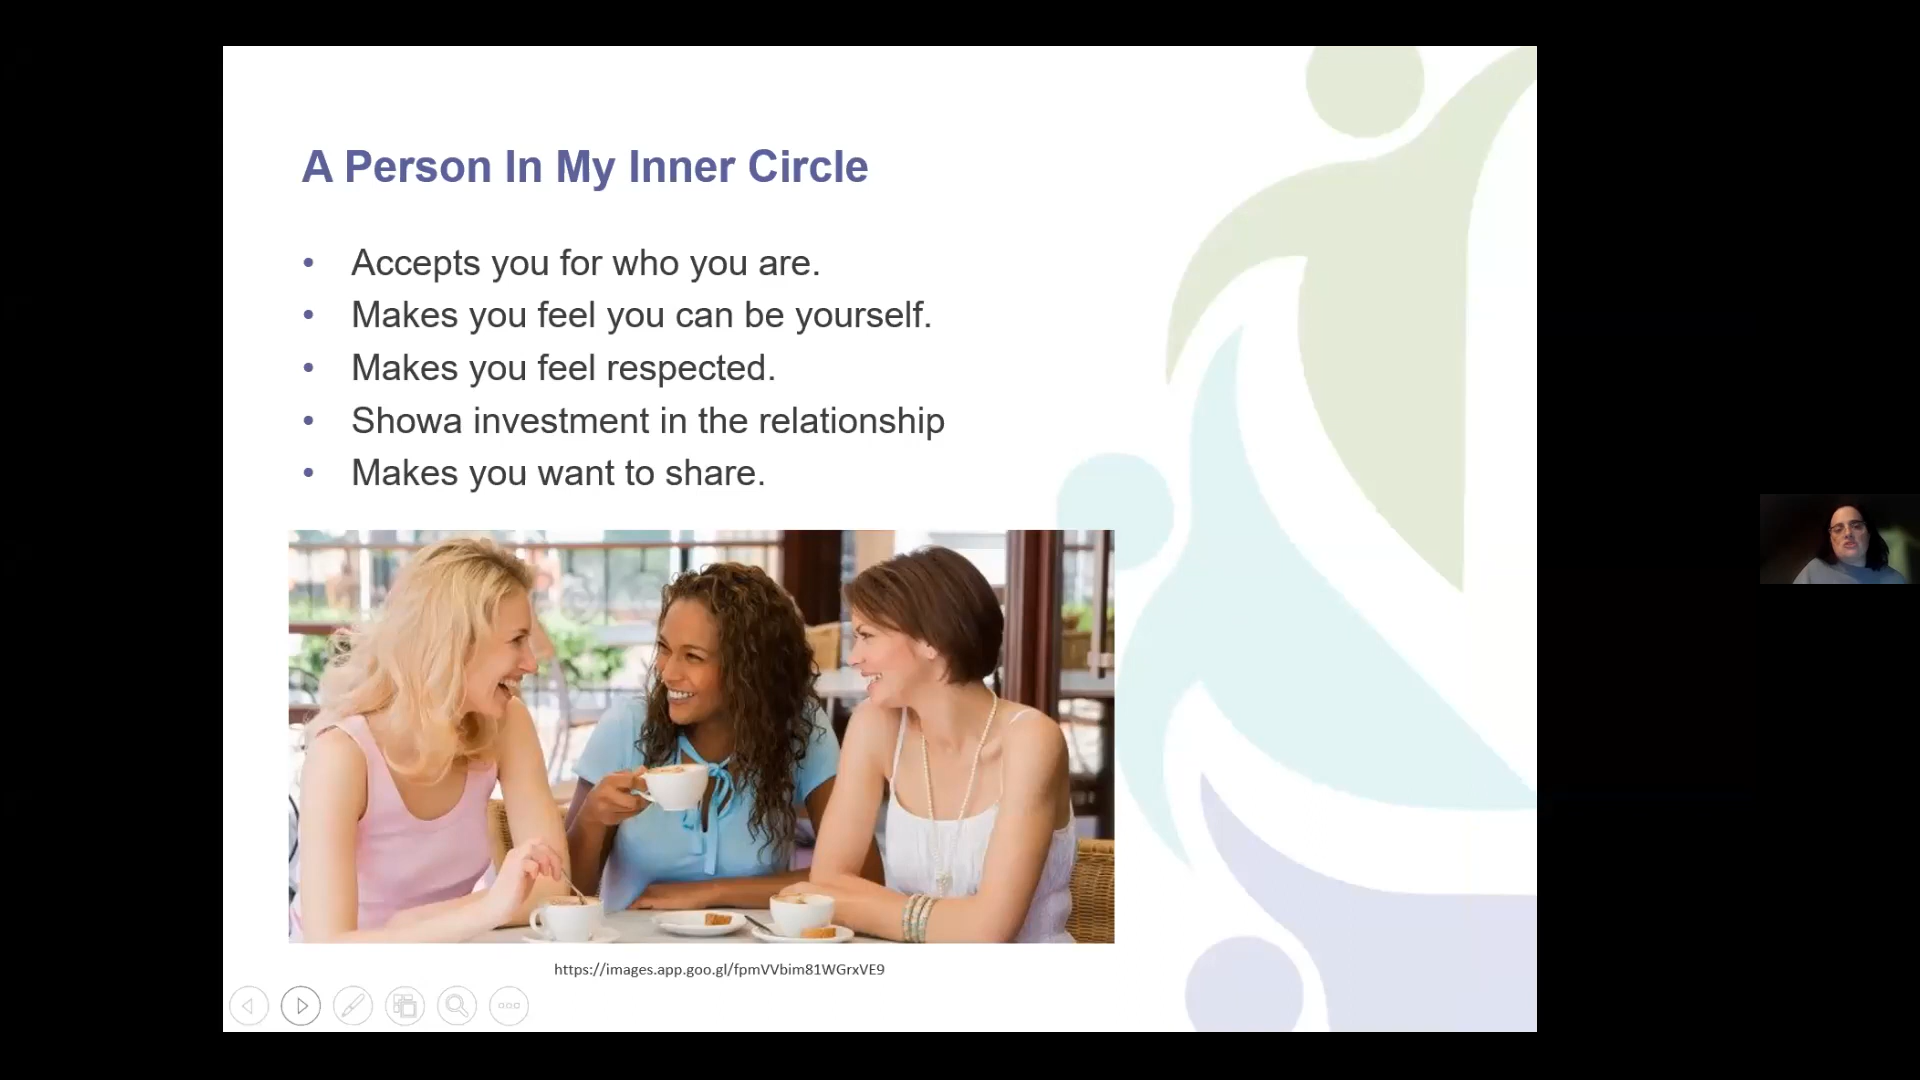 A Person In My Inner Circle
• Accepts you for who you are.
• Makes you feel you can be yourself.
• Makes you feel respected.
• Showa investment in the relationship
• Makes you want to share.
https://images.app.goo.gl/fpmVVbim81WGrxVE9